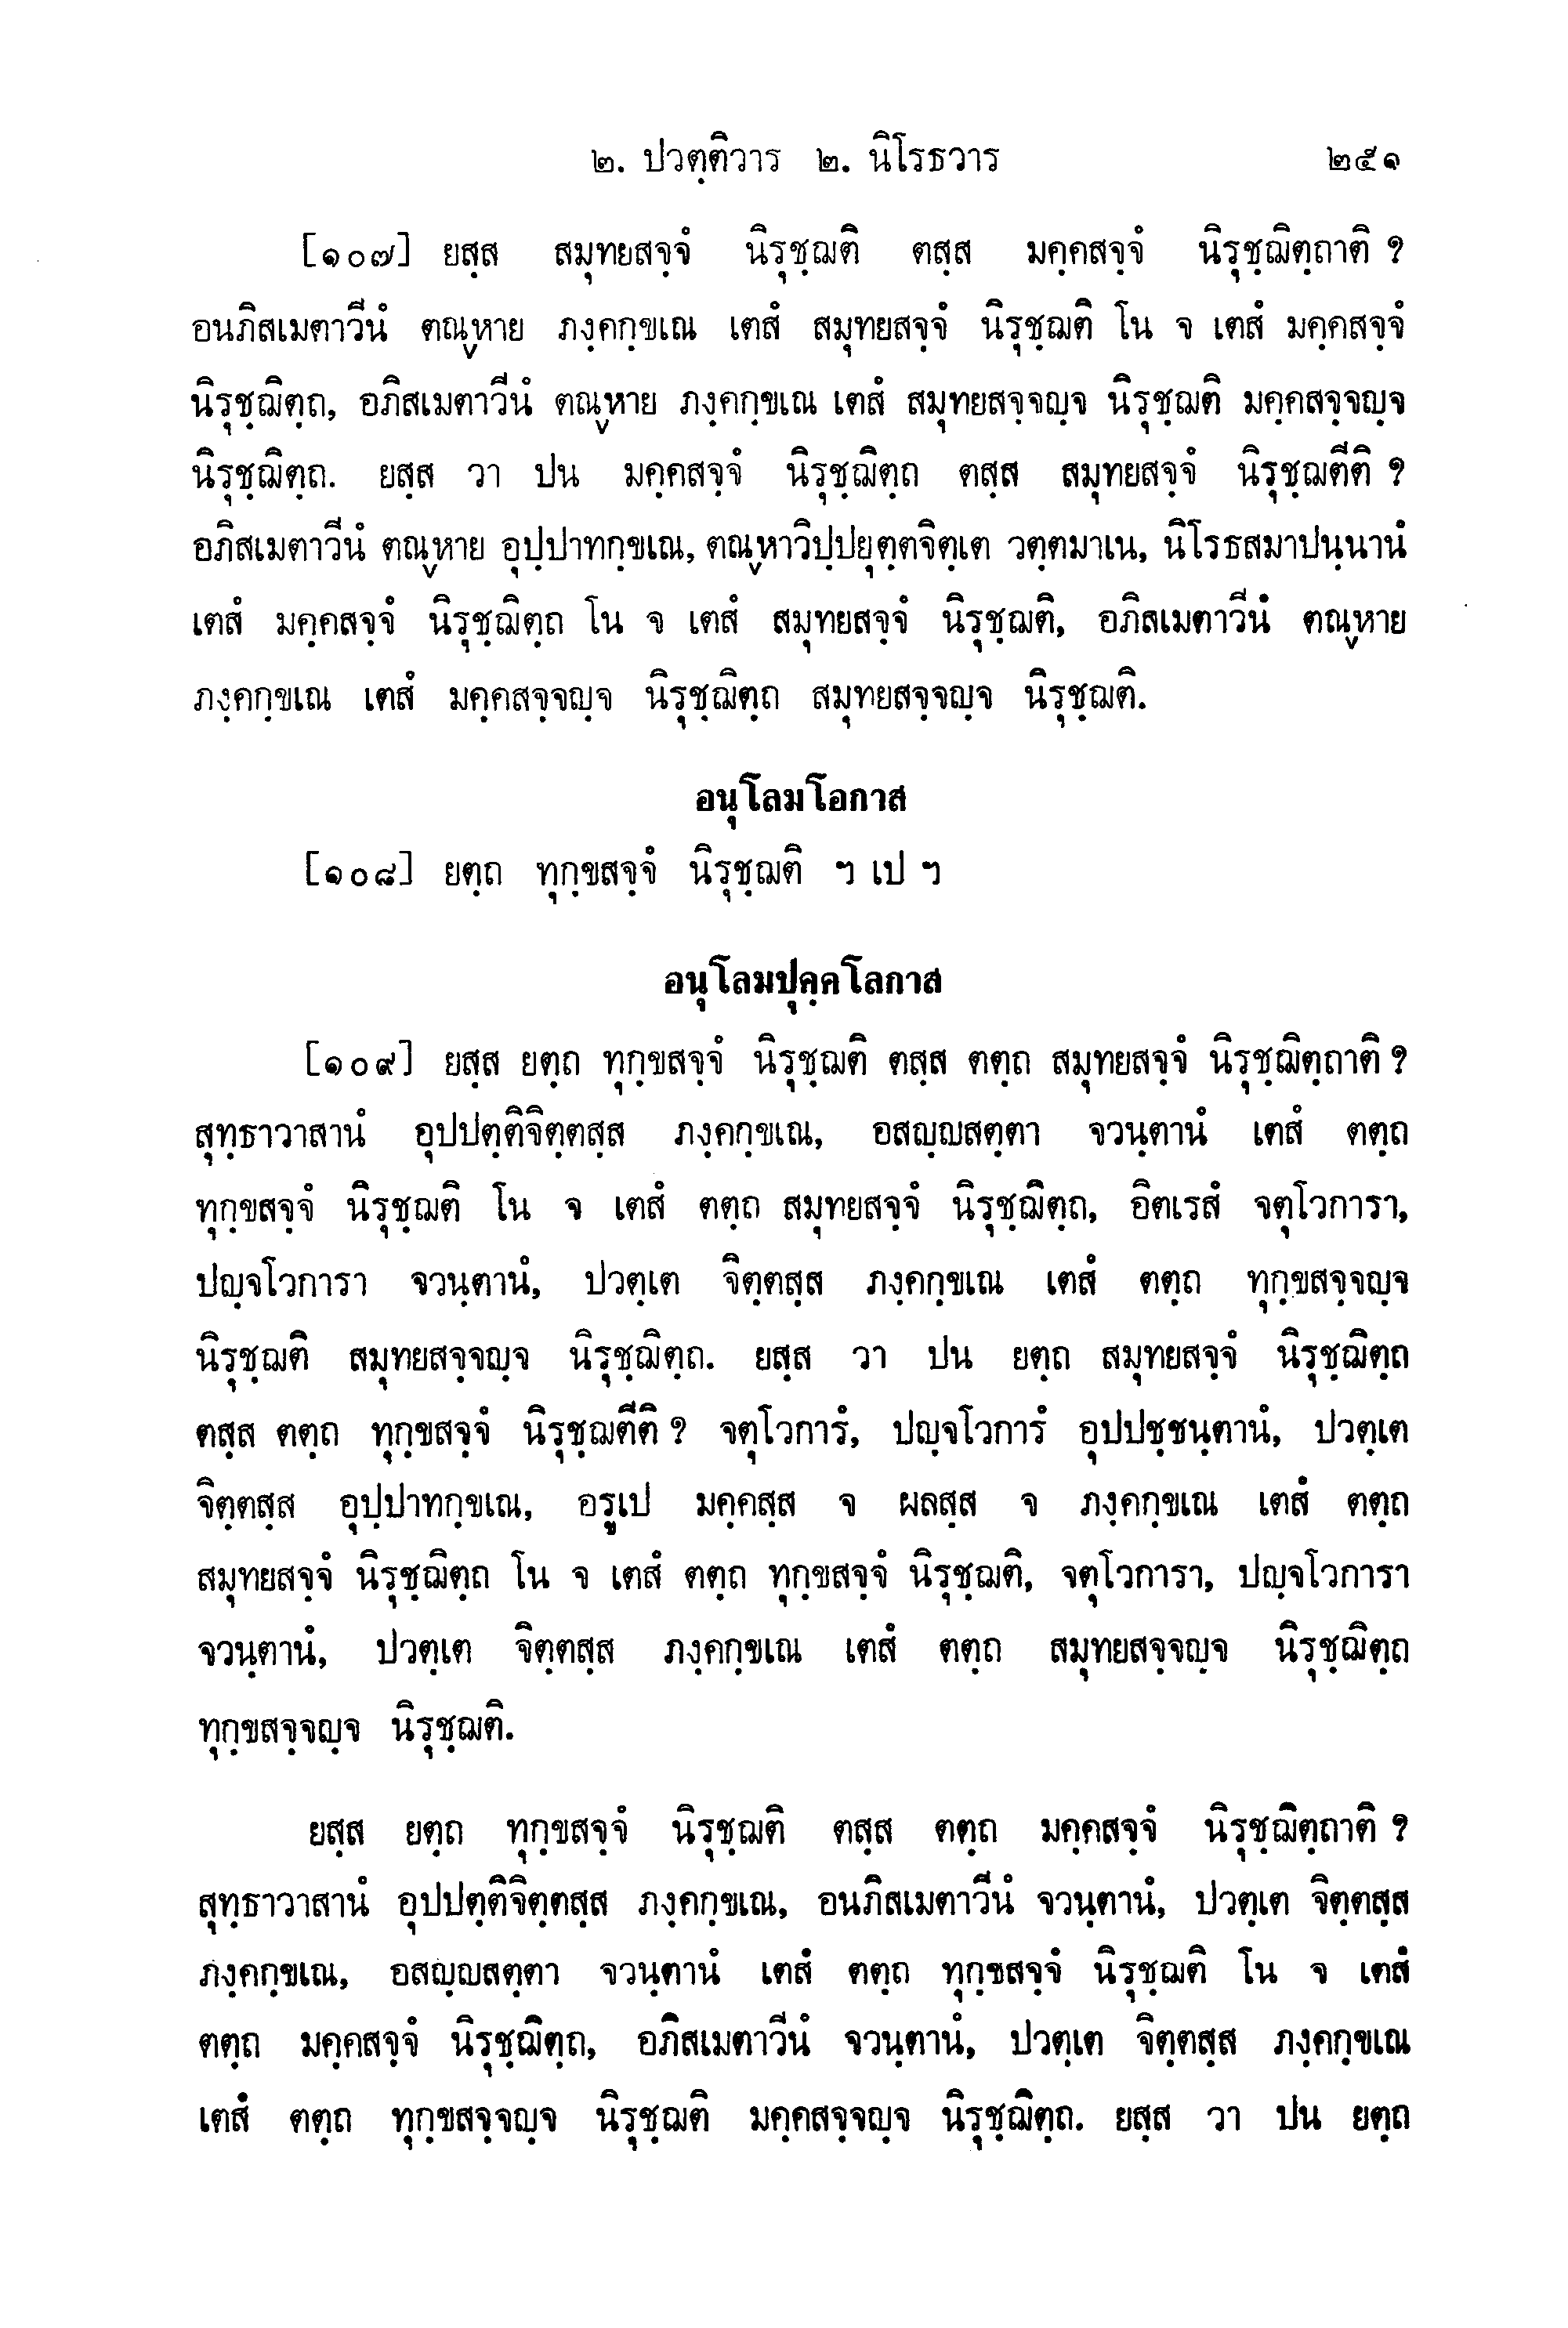 ๒. ปวตฺติวาร ๒. นิโรธวาร ๒๕๑
[๑๐๗] ยสฺส สมุทยสจฺจํ นิรุชฺฌติ ตสฺส มคฺคสจฺจํ นิรุชฺฌิตฺถาติ ?
อนภิสเมตาวีนํ ตณฺหาย ภงฺคกฺขเณ เตสํ สมุทยสจฺจํ นิรุชฺฌติ โน จ เตสํ มคฺคสจฺจํ
นิรุชฺฌิตฺถ, อภิสเมตาวีนํ ตณฺหาย ภงฺคกฺขเณ เตสํ สมุทยสจฺจญฺจ นิรุชฺฌติ มคฺคสจฺจญฺจ
นิรุชฺฌิตฺถ. ยสฺส วา ปน มคฺคสจฺจํ นิรุชฺฌิตฺถ ตสฺส สมุทยสจฺจํ นิรุชฺฌตีติ ?
อภิสเมตาวีนํ ตณฺหาย อุปฺปาทกฺขเณ, ตณฺหาวิปฺปยุตฺตจิตฺเต วตฺตมาเน, นิโรธสมาปนฺนานํ
เตสํ มคฺคสจฺจํ นิรุชฺฌิตฺถ โน จ เตสํ สมุทยสจฺจํ นิรุชฺฌติ, อภิสเมตาวีนํ ตณฺหาย
ภงฺคกฺขเณ เตสํ มคฺคสจฺจญฺจ นิรุชฺฌิตฺถ สมุทยสจฺจญฺจ นิรุชฺฌติ.
อนุโลมโอกาส
[๑๐๘] ยตฺถ ทุกฺขสจฺจํ นิรุชฺฌติ ฯ เป ฯ
อนุโลมปุคฺคโลกาส
[๑๐๙] ยสฺส ยตฺถ ทุกฺขสจฺจํ นิรุชฺฌติ ตสฺส ตตฺถ สมุทยสจฺจํ นิรุชฺฌิตฺถาติ ?
สุทฺธาวาสานํ อุปปตฺติจิตฺตสฺส ภงฺคกฺขเณ, อสญฺญสตฺตา จวนฺตานํ เตสํ ตตฺถ
ทุกฺขสจฺจํ นิรุชฺฌติ โน จ เตสํ ตตฺถ สมุทยสจฺจํ นิรุชฺฌิตฺถ, อิตเรสํ จตุโวการา,
ปญฺจโวการา จวนฺตานํ, ปวตฺเต จิตฺตสฺส ภงฺคกฺขเณ เตสํ ตตฺถ ทุกฺขสจฺจญฺจ
นิรุชฺฌติ สมุทยสจฺจญฺจ นิรุชฺฌิตฺถ. ยสฺส วา ปน ยตฺถ สมุทยสจฺจํ นิรุชฺฌิตฺถ
ตสฺส ตตฺถ ทุกฺขสจฺจํ นิรุชฺฌตีติ ? จตุโวการํ, ปญฺจโวการํ อุปปชฺชนฺตานํ, ปวตฺเต
จิตฺตสฺส อุปฺปาทกฺขเณ, อรูเป มคฺคสฺส จ ผลสฺส จ ภงฺคกฺขเณ เตสํ ตตฺถ
สมุทยสจฺจํ นิรุชฺฌิตฺถ โน จ เตสํ ตตฺถ ทุกฺขสจฺจํ นิรุชฺฌติ, จตุโวการา, ปญฺจโวการา
จวนฺตานํ, ปวตฺเต จิตฺตสฺส ภงฺคกฺขเณ เตสํ ตตฺถ สมุทยสจฺจญฺจ นิรุชฺฌิตฺถ
ทุกฺขสจฺจญฺจ นิรุชฺฌติ.
ยสฺส ยตฺถ ทุกฺขสจฺจํ นิรุชฺฌติ ตสฺส ตตฺถ มคฺคสจฺจํ นิรุชฺฌิตฺถาติ ?
สุทฺธาวาสานํ อุปปตฺติจิตฺตสฺส ภงฺคกฺขเณ, อนภิสเมตาวีนํ จวนฺตานํ, ปวตฺเต จิตฺตสฺส
ภงฺคกฺขเณ, อสญฺญสตฺตา จวนฺตานํ เตสํ ตตฺถ ทุกฺขสจฺจํ นิรุชฺฌติ โน จ เตสํ
ตตฺถ มคฺคสจฺจํ นิรุชฺฌิตฺถ, อภิสเมตาวีนํ จวนฺตานํ, ปวตฺเต จิตฺตสฺส ภงฺคกฺขเณ
เตสํ ตตฺถ ทุกฺขสจฺจญฺจ นิรุชฺฌติ มคฺคสจฺจญฺจ นิรุชฺฌิตฺถ. ยสฺส วา ปน ยตฺถ